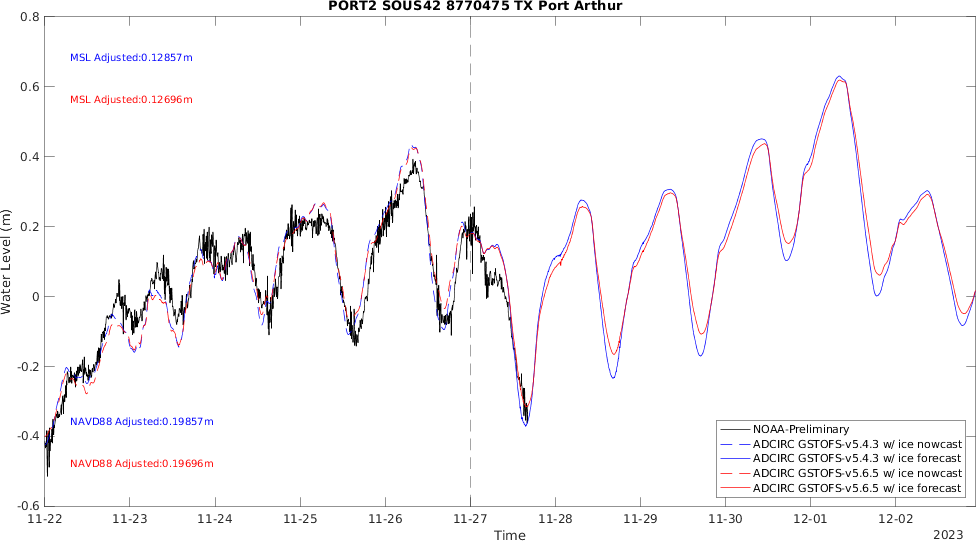 PORT2 SOUS42 8770475 TX Port Arthur
0.8
0.6
0.4
0.2
0
-0.2
-0.4
-0.6
Water Level (m)
MSL Adjusted:0.12857m
MSL Adjusted:0.12696m
NAVD88 Adjusted:0.19857m
NAVD88 Adjusted:0.19696m
NOAA-Preliminary
ADCIRC GSTOFS-v5.4.3 w/ ice nowcast
ADCIRC GSTOFS-v5.4.3 w/ ice forecast
ADCIRC GSTOFS-v5.6.5 w/ ice nowcast
ADCIRC GSTOFS-v5.6.5 w/ ice forecast
11-22 11-23 11-24 11-25 11-26 11-27 11-28 11-29 11-30 12-01 12-02
Time
2023